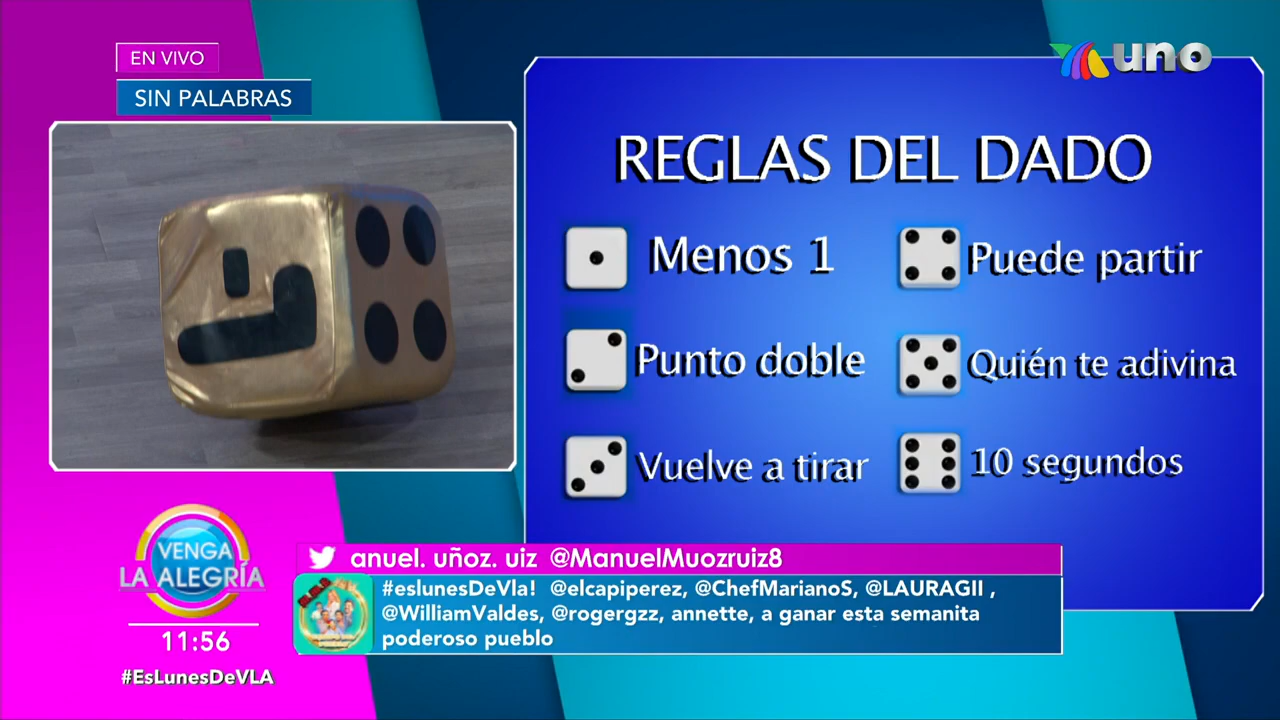 EN VIVO
SIN PALABRAS
uno
REGLAS DEL DADO
Menos 1
Puede partir
Punto doble
Quién te adivina
Vuelve a tirar
10 segundos
VENGA
LA ALEGRÍA
11:56
#EsLunesDeVLA
anuel. uñoz. uiz @ManuelMuozruiz8
#eslunesDeVla! @elcapiperez, @ChefMarianoS, @LAURAGII ,
@WilliamValdes, @rogergzz, annette, a ganar esta semanita
poderoso pueblo